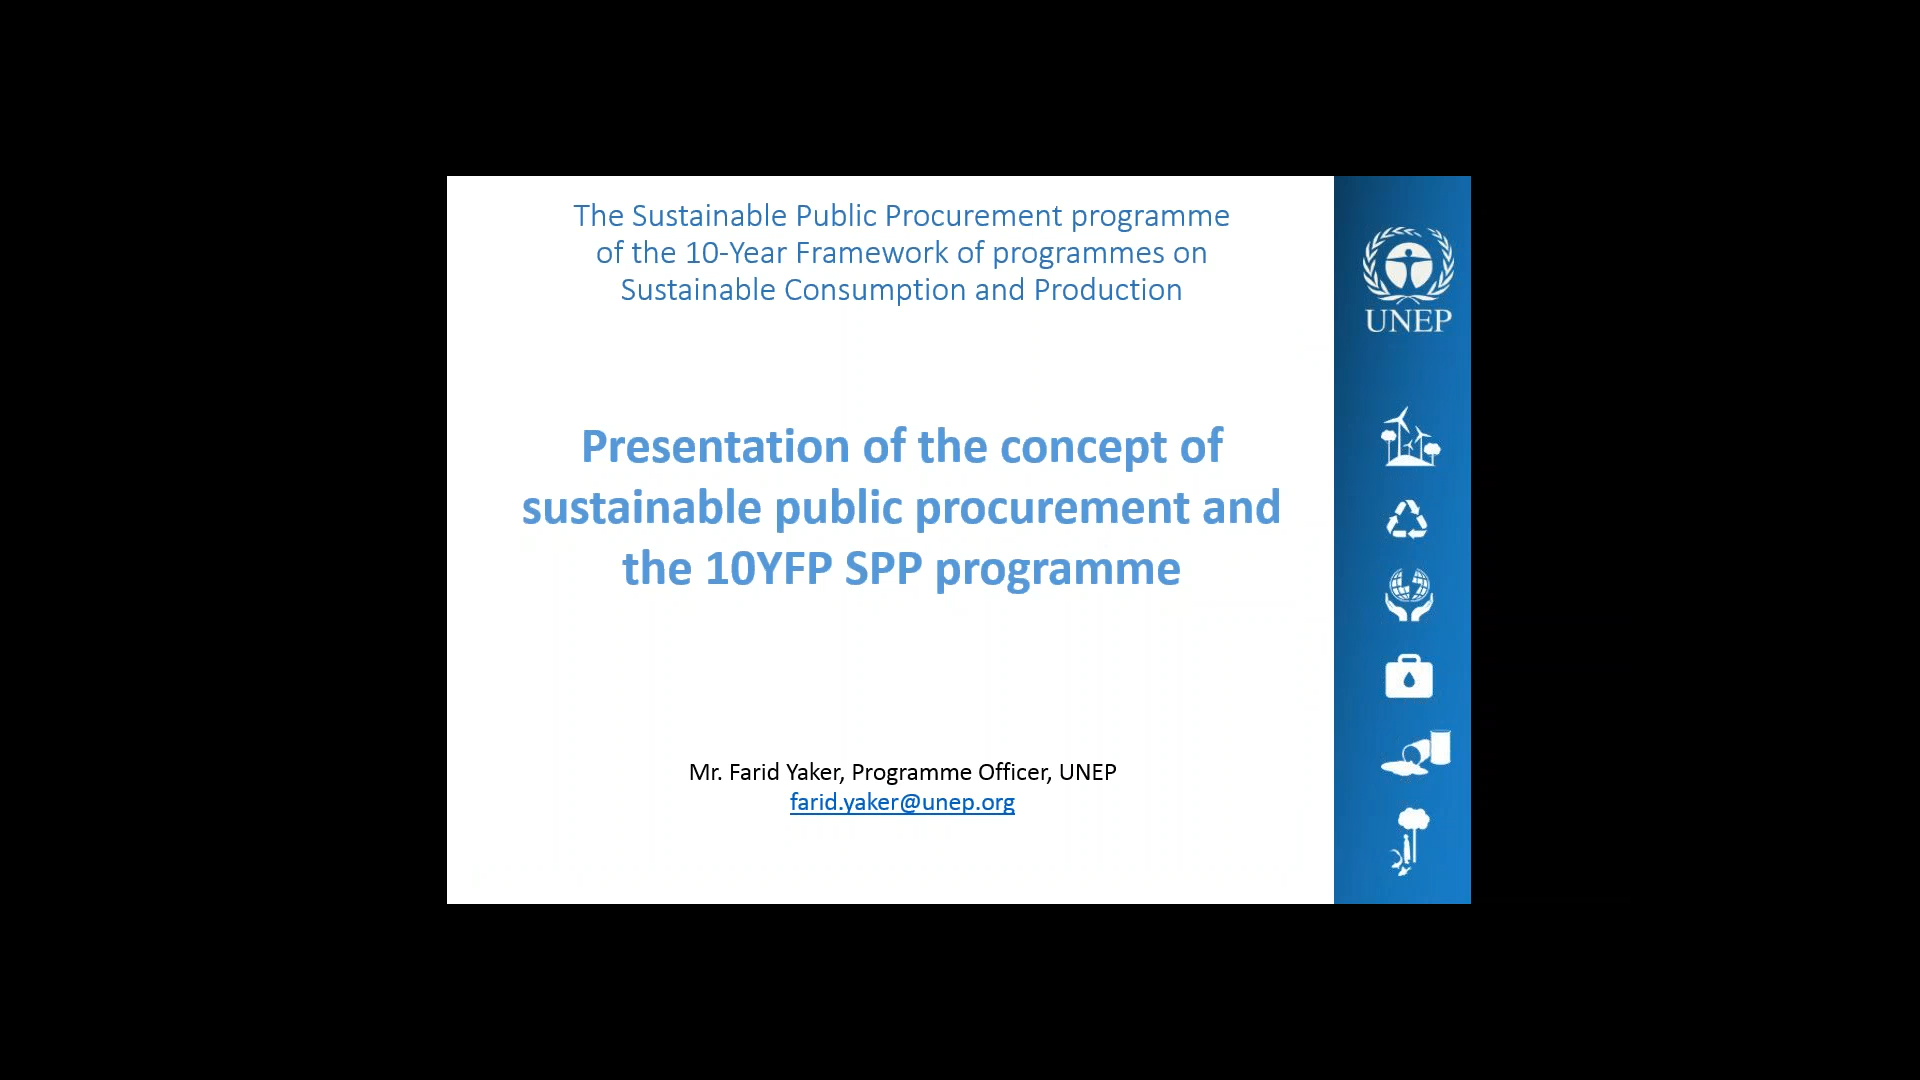 The Sustainable Public Procurement programme
of the 10-Year Framework of programmes on
Sustainable Consumption and Production
UNEP
Presentation of the concept of
sustainable public procurement and
the 10YFP SPP programme
Mr. Farid Yaker, Programme Officer, UNEP
farid.yaker@unep.org